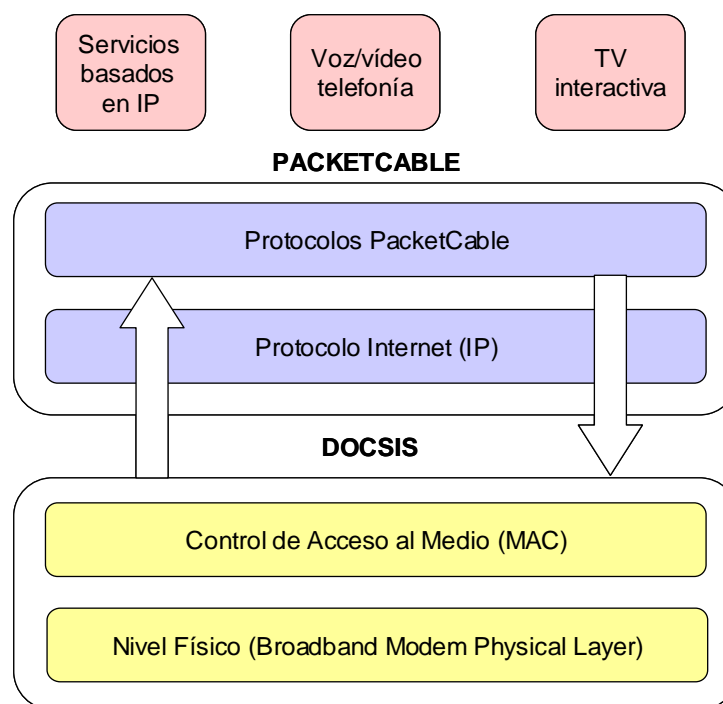 Servicios
basados
en IP
Voz/vídeo
telefonía
TV
interactiva
PACKETCABLE
Protocolos PacketCable
Protocolo Internet (IP)
DOCSIS
Control de Acceso al Medio (MAC)
Nivel Físico (Broadband Modem Physical Layer)